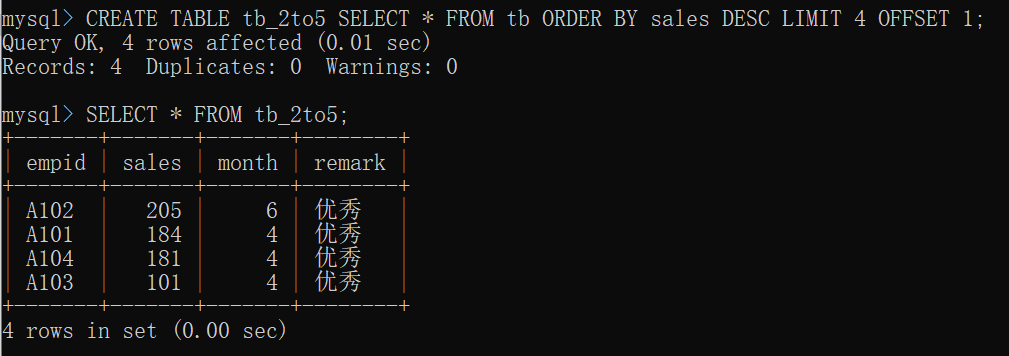 mysql> CREATE TABLE tb_2to5 SELECT * FROM tb ORDER BY sales DESC LIMIT 4 OFFSET 1;
Query OK, 4 rows affected (0.01 sec)
Records: 4  Duplicates: 0  Warnings: 0

mysql> SELECT * FROM tb_2to5;
+-------+-------+-------+--------+
| empid | sales | month | remark |
+-------+-------+-------+--------+
| A102  |   205 |     6 | 优秀   |
| A101  |   184 |     4 | 优秀   |
| A104  |   181 |     4 | 优秀   |
| A103  |   101 |     4 | 优秀   |
+-------+-------+-------+--------+
4 rows in set (0.00 sec)